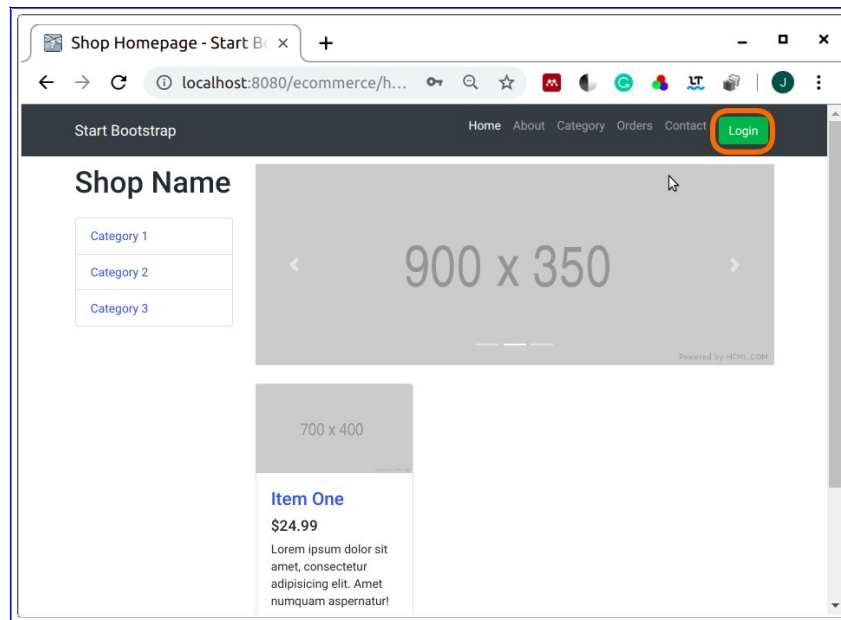 Shop Homepage - Start Bo
localhost:8080/ecommerce/h...
J
Start Bootstrap
Home About Category Orders Contact Login
Shop Name
Category 1
Category 2
Category 3
900 x 350
Powered by HTML.COM
700 x 400
Item One
$24.99
Lorem ipsum dolor sit
amet, consectetur
adipisicing elit. Amet
numquam aspernatur!